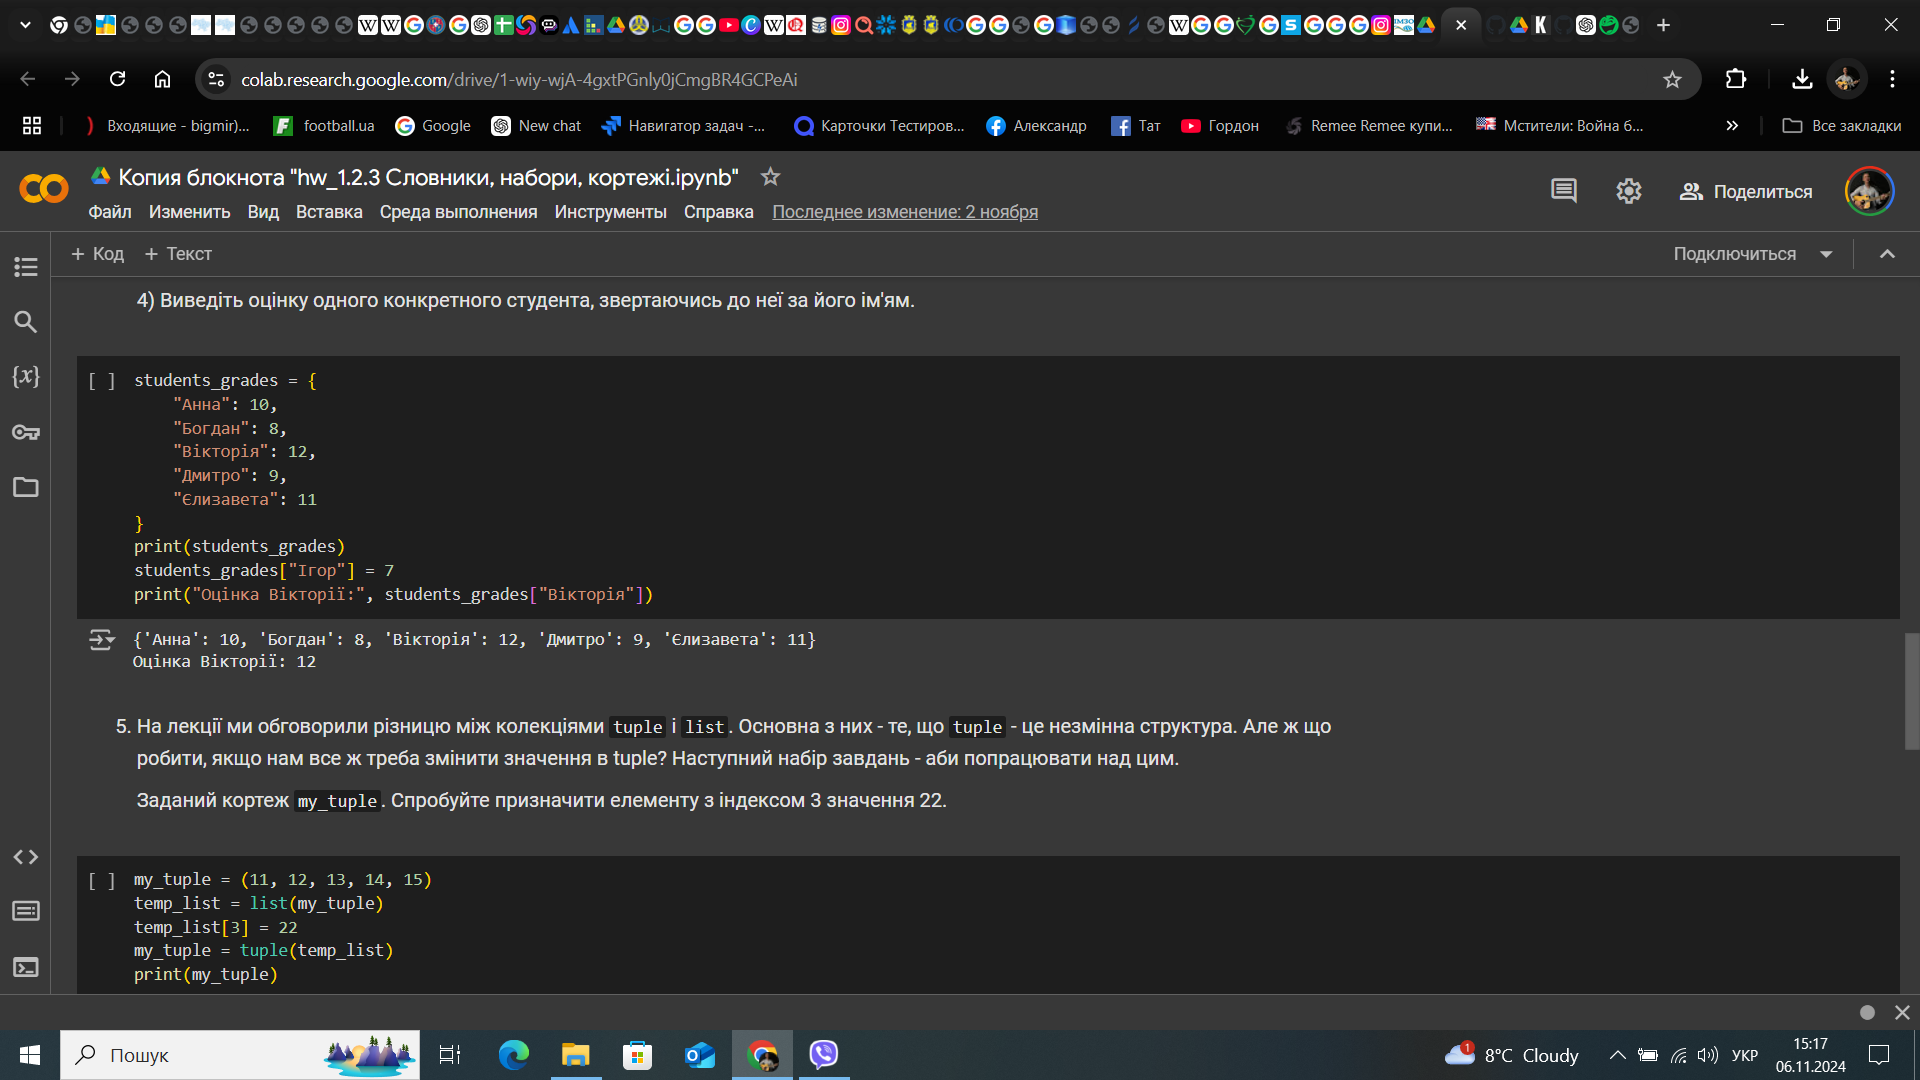 colab.research.google.com/drive/1-wiy-wjA-4gxtPGnly0jCmgBR4GCPeAi
Входящие - bigmir)...
football.ua
Google
New chat
Навигатор задач -...
Карточки Тестиров...
Александр
Тат
Гордон
Remee Remee купи...
Мстители: Война б...
Все закладки
Копия блокнота "hw_1.2.3 Словники, набори, кортежі.ipynb"
Файл Изменить Вид Вставка Среда выполнения Инструменты Справка Последнее изменение: 2 ноября
Поделиться
+ Код + Текст
Подключиться
4) Виведіть оцінку одного конкретного студента, звертаючись до неї за його ім'ям.
[ ] students_grades = {
"Анна": 10,
"Богдан": 8,
"Вікторія": 12,
"Дмитро": 9,
"Єлизавета": 11
}
print(students_grades)
students_grades["Ігор"] = 7
print("Оцінка Вікторії:", students_grades["Вікторія"])
{'Анна': 10, 'Богдан': 8, 'Вікторія': 12, 'Дмитро': 9, 'Єлизавета': 11}
Оцінка Вікторії: 12
5. На лекції ми обговорили різницю між колекціями tuple і list. Основна з них - те, що tuple - це незмінна структура. Але ж що
робити, якщо нам все ж треба змінити значення в tuple? Наступний набір завдань - аби попрацювати над цим.
Заданий кортеж my_tuple. Спробуйте призначити елементу з індексом 3 значення 22.
[ ] my_tuple = (11, 12, 13, 14, 15)
temp_list = list(my_tuple)
temp_list[3] = 22
my_tuple = tuple(temp_list)
print(my_tuple)
Пошук
1
8°C Cloudy
УКР
15:17
06.11.2024